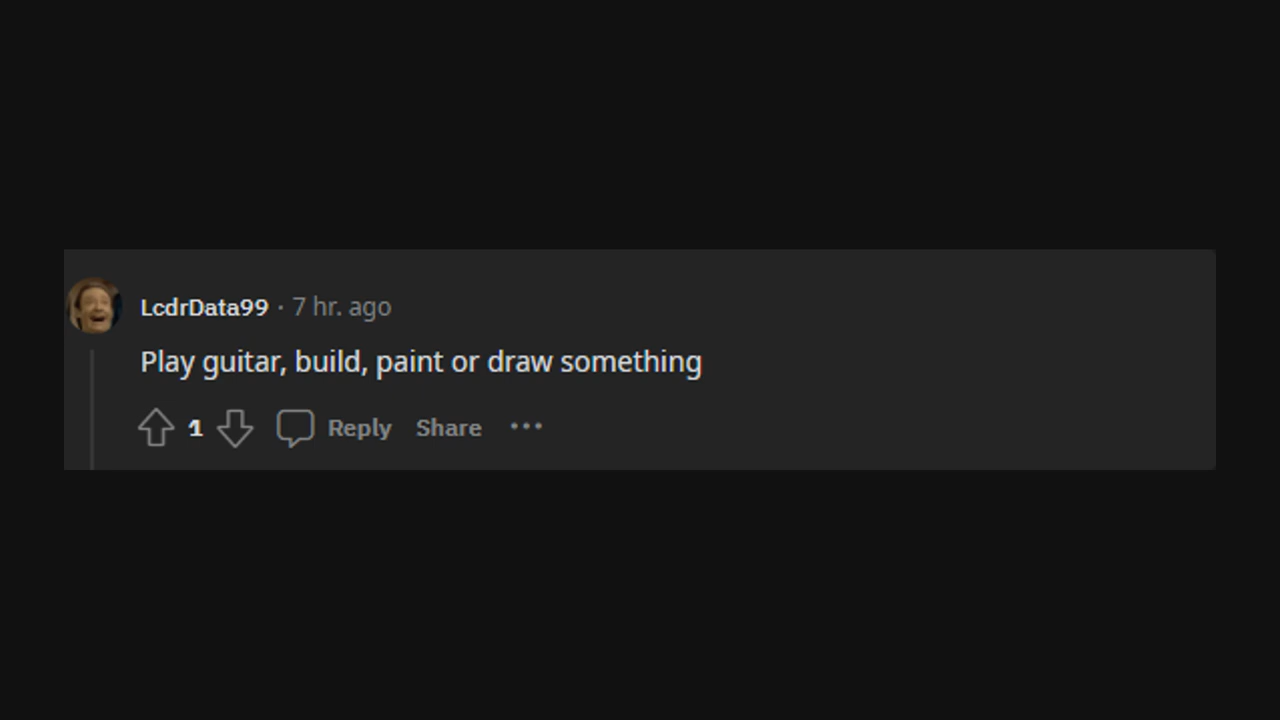 LcdrData99 · 7 hr. ago
Play guitar, build, paint or draw something
1 Reply Share •••